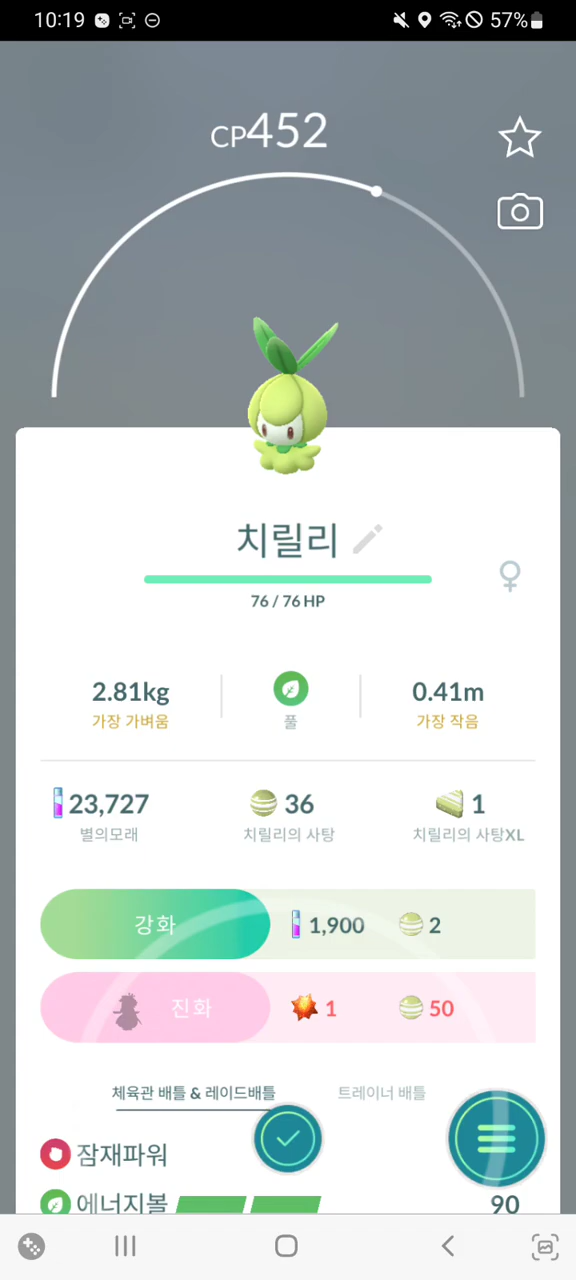 10:19 57%
CP452
치릴리
76 / 76 HP
2.81kg 0.41m
가장 가벼움 풀 가장 작음
23,727 36 1
별의모래 치릴리의 사탕 치릴리의 사탕XL
강화 1,900 2
진화 1 50
체육관 배틀 & 레이드배틀 트레이너 배틀
잠재파워
에너지볼 90